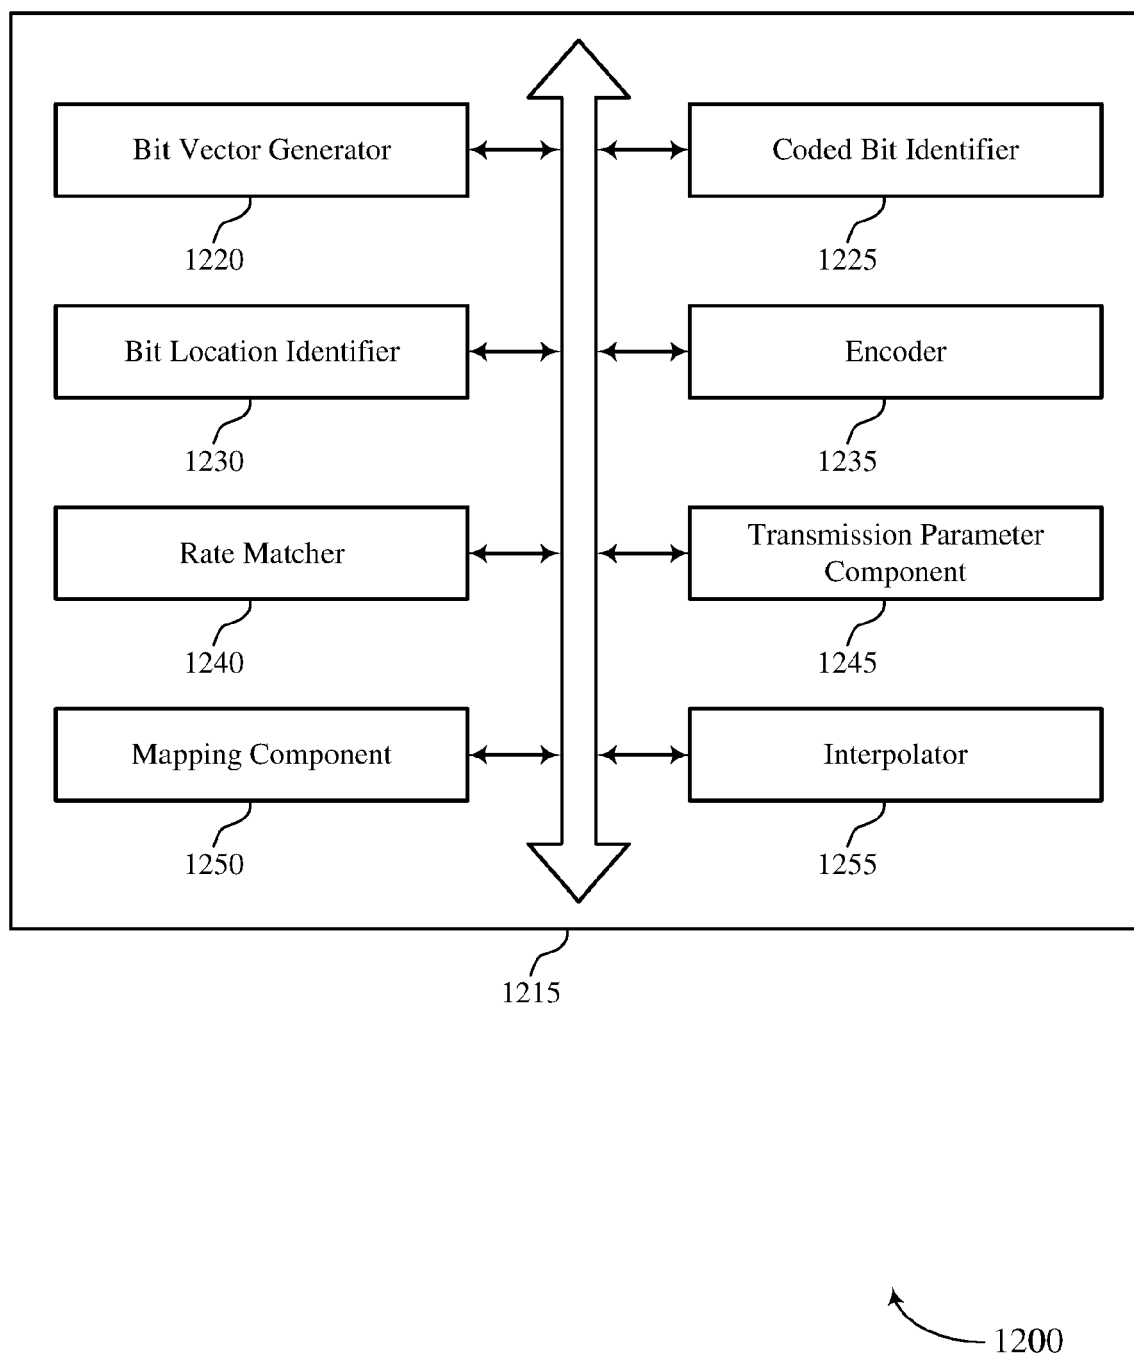 Bit Vector Generator
Coded Bit Identifier
1220
1225
Bit Location Identifier
Encoder
1230
1235
Rate Matcher
Transmission Parameter
Component
1240
1245
Mapping Component
Interpolator
1250
1255
1215
1200